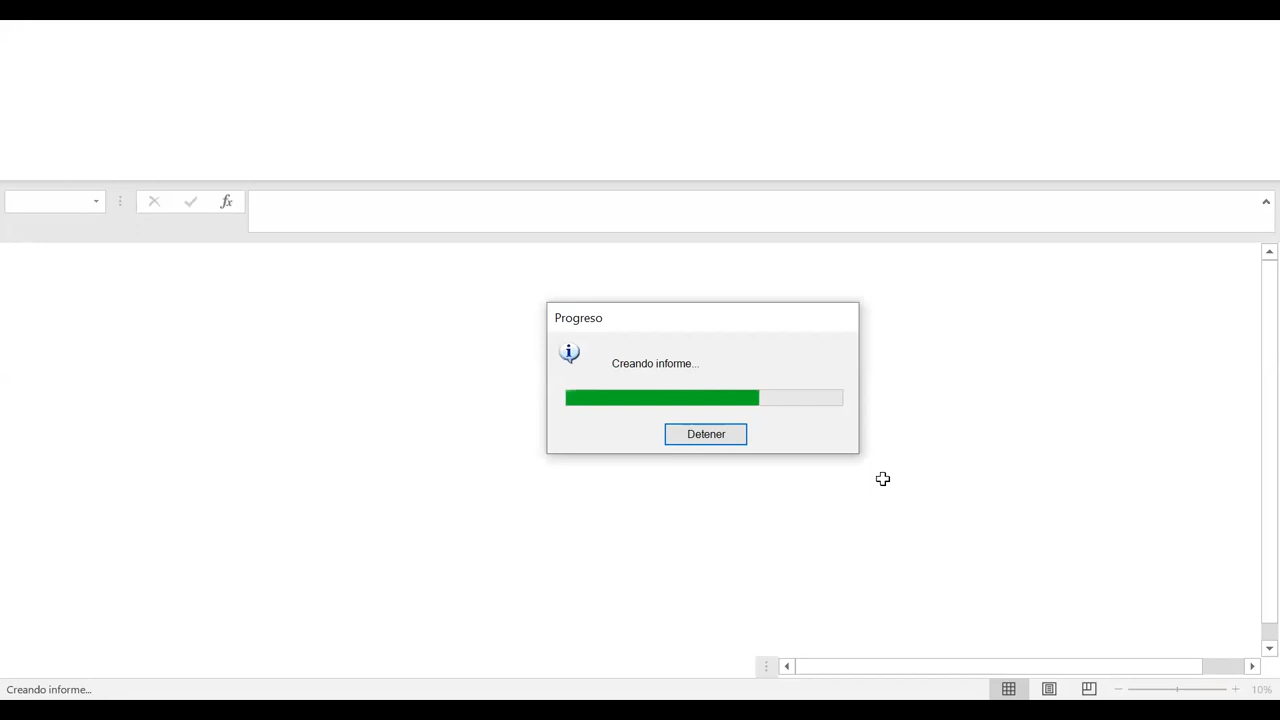 fx
Progreso
Creando informe...
Detener
Creando informe...
10%